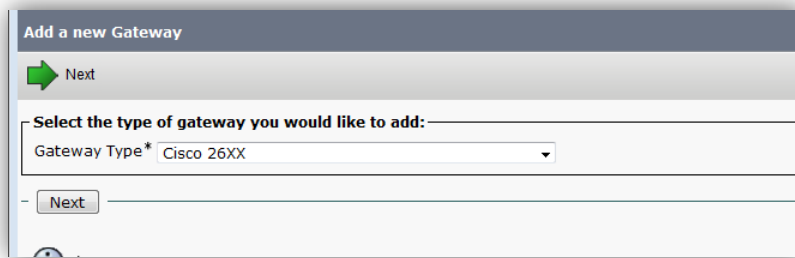 Add a new Gateway
Next
Select the type of gateway you would like to add:
Gateway Type* Cisco 26XX
Next